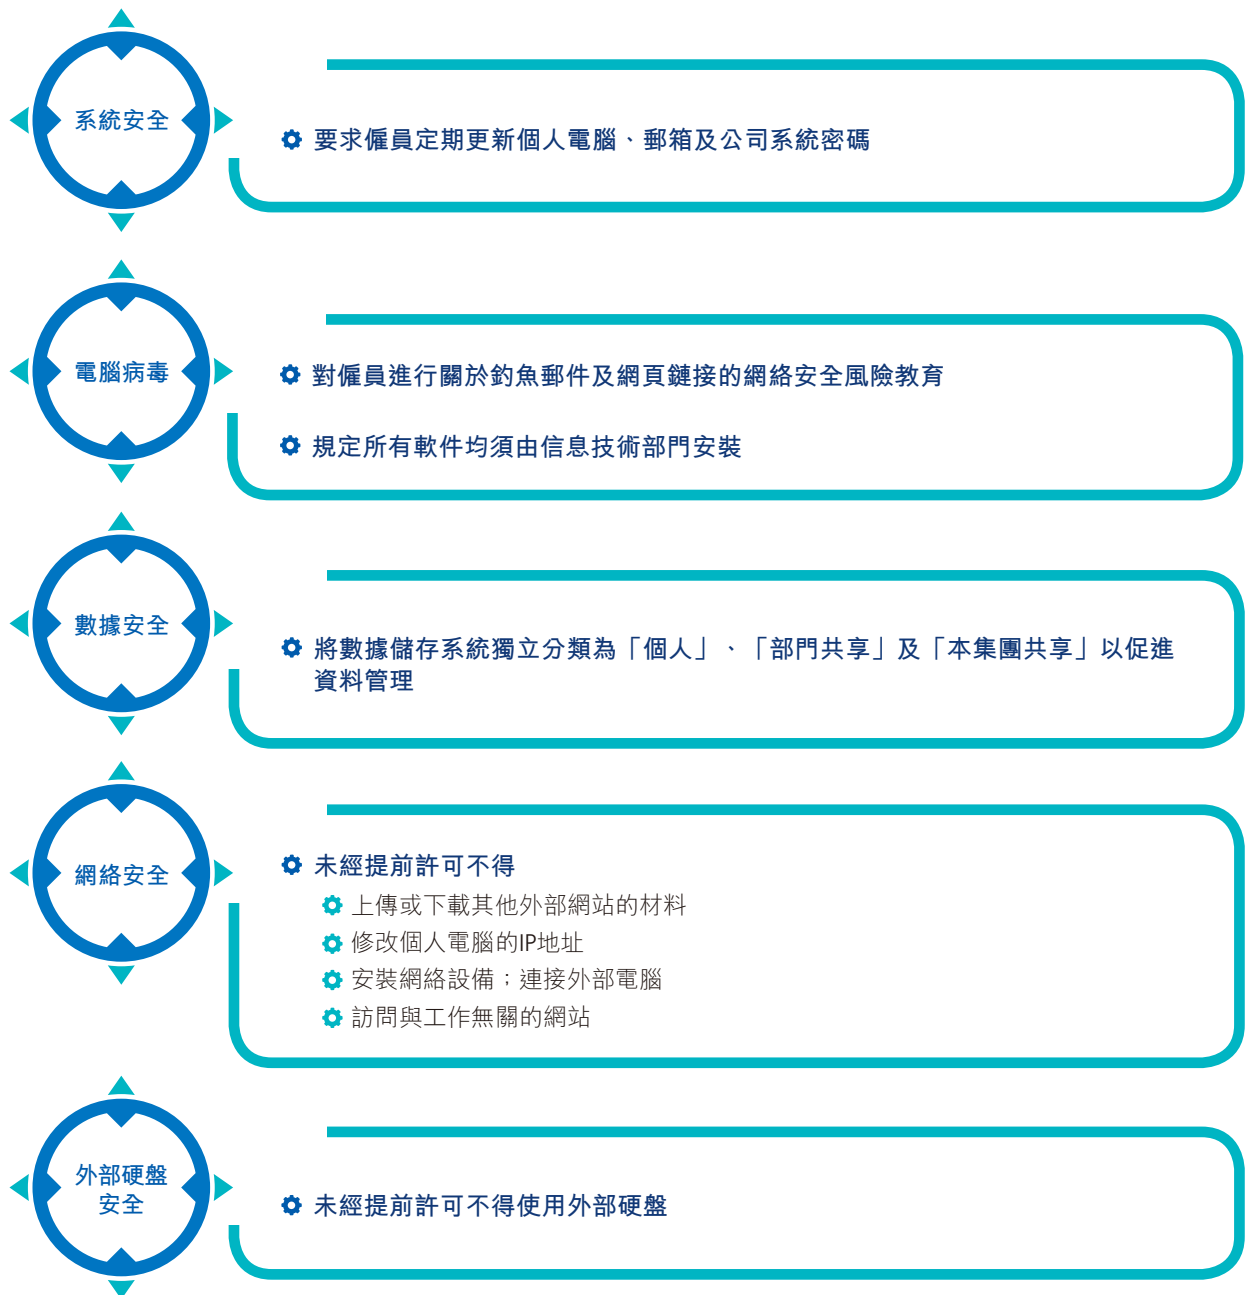 系統安全
要求僱員定期更新個人電腦、郵箱及公司系統密碼
電腦病毒
對僱員進行關於釣魚郵件及網頁鏈接的網絡安全風險教育
規定所有軟件均須由信息技術部門安裝
數據安全
將數據儲存系統獨立分類為「個人」、「部門共享」及「本集團共享」以促進
資料管理
網絡安全
未經提前許可不得
上傳或下載其他外部網站的材料
修改個人電腦的IP地址
安裝網絡設備；連接外部電腦
訪問與工作無關的網站
外部硬盤
安全
未經提前許可不得使用外部硬盤